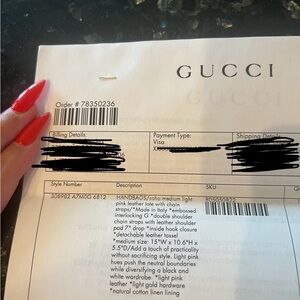 GUCCI
Order # 78350236
Billing Details
Payment Type:
Visa
Shipping Details
Style Number
Description
SKU
308982 A7M0G 6812
HANDBAGS/soho medium light
pink leather tote with chain
straps/*Made in Italy *embossed
interlocking G *double shoulder
chain straps with leather shoulder
pad 7" drop *inside hook closure
*detachable leather tassel
*medium size: 15"W x 10.6"H x
5.5"D/Add a touch of practicality
without sacrificing style. Light pink
hues push the neutral boundaries
while diversifying a black and
white wardrobe. *light pink
leather *light gold hardware
*natural cotton linen lining